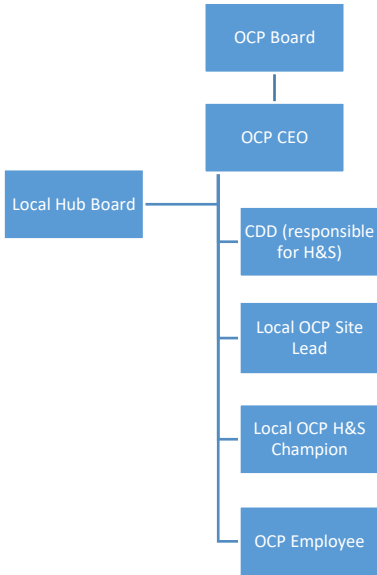 OCP Board
OCP CEO
Local Hub Board
CDD (responsible
for H&S)
Local OCP Site
Lead
Local OCP H&S
Champion
OCP Employee